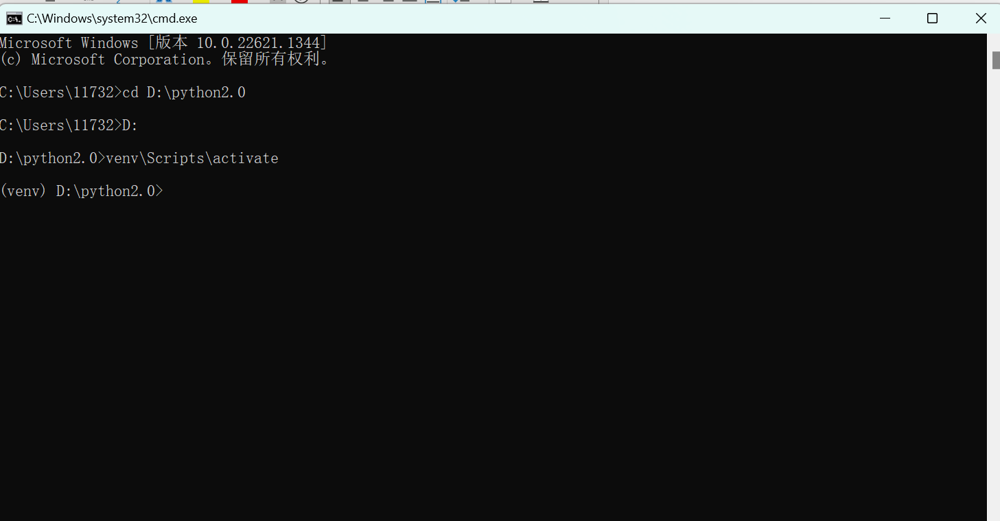 C:\Windows\system32\cmd.exe
Microsoft Windows [版本 10.0.22621.1344]
(c) Microsoft Corporation。保留所有权利。
C:\Users\11732>cd D:\python2.0
C:\Users\11732>D:
D:\python2.0>venv\Scripts\activate
(venv) D:\python2.0>